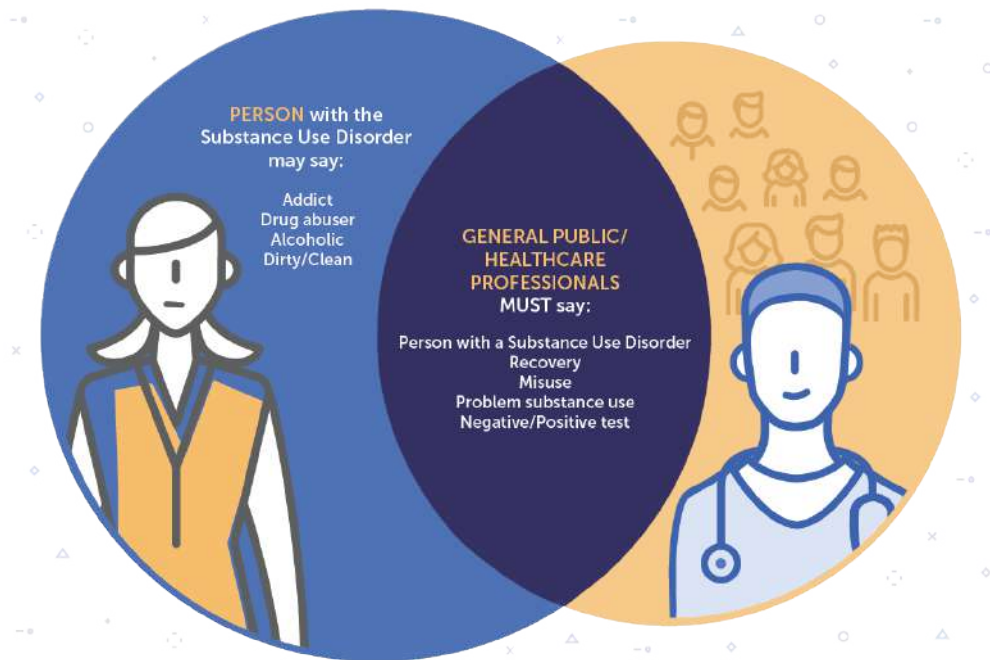 PERSON with the
Substance Use Disorder
may say:
Addict
Drug abuser
Alcoholic
Dirty/Clean
GENERAL PUBLIC/
HEALTHCARE
PROFESSIONALS
MUST say:
Person with a Substance Use Disorder
Recovery
Misuse
Problem substance use
Negative/Positive test